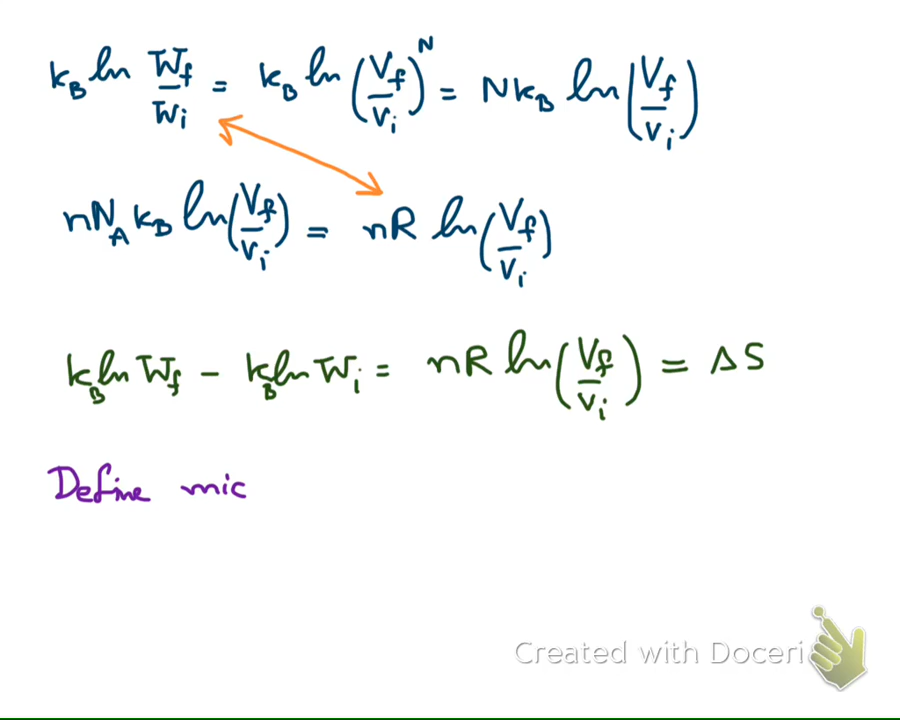 k_B ln W_f/W_i = k_B ln (V_f/V_i)^N = N k_B ln (V_f/V_i)
n N_A k_B ln (V_f/V_i) = nR ln (V_f/V_i)
k_B ln W_f - k_B ln W_i = nR ln (V_f/V_i) = ΔS
Define mic
Created with Doceri